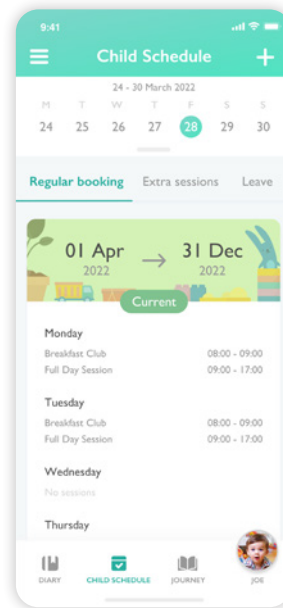 9:41
Child Schedule
24 - 30 March 2022
M T W T F S S
24 25 26 27 28 29 30
Regular booking Extra sessions Leave
01 Apr 31 Dec
2022 2022
Current
Monday
Breakfast Club 08:00 - 09:00
Full Day Session 09:00 - 17:00
Tuesday
Breakfast Club 08:00 - 09:00
Full Day Session 09:00 - 17:00
Wednesday
No sessions
Thursday
DIARY CHILD SCHEDULE JOURNEY JOE